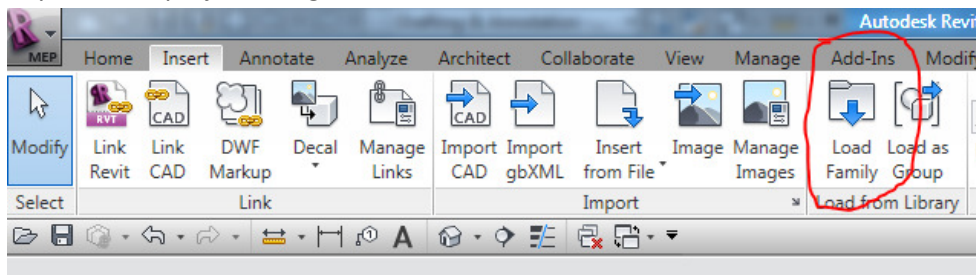 Autodesk Revi
MEP Home Insert Annotate Analyze Architect Collaborate View Manage Add-Ins Modify
RVT CAD CAD
Modify Link Link DWF Decal Manage Import Import Insert Image Manage Load Load as
Revit CAD Markup Links CAD gbXML from File Images Family Group
Select Link Import Load from Library
A